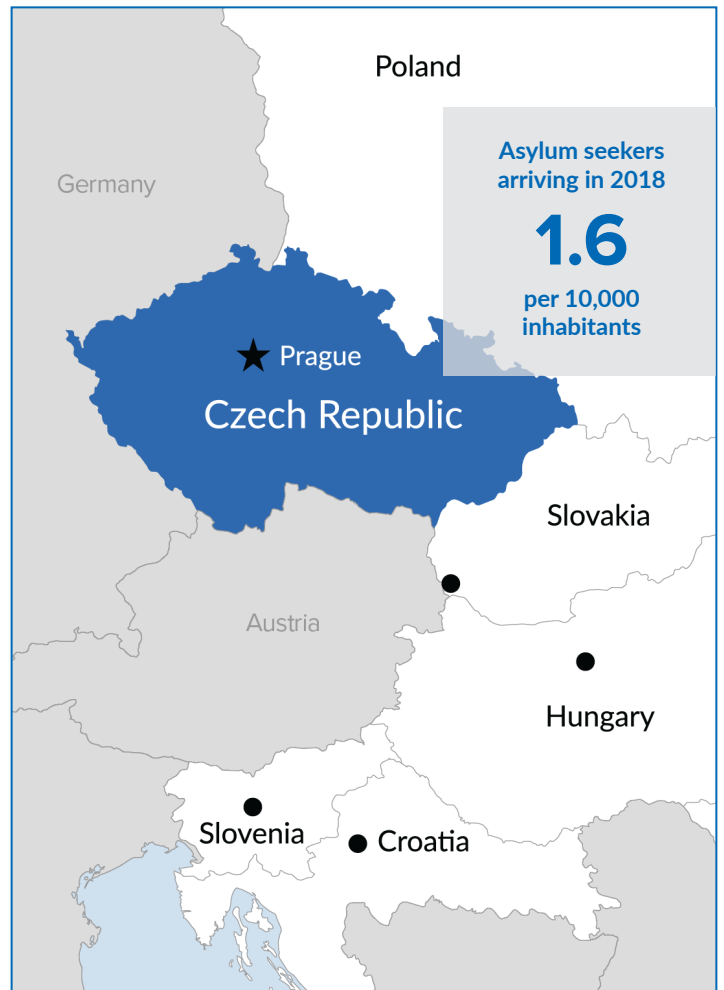 Poland
Asylum seekers
arriving in 2018
1.6
per 10,000
inhabitants
Germany
Prague
Czech Republic
Slovakia
Austria
Hungary
Slovenia
Croatia